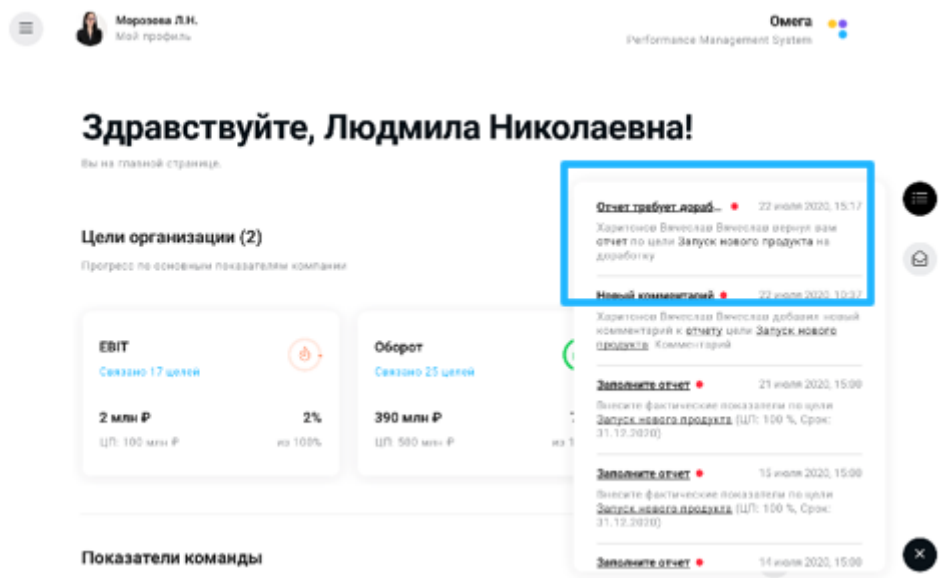 Морозова Л.Н.
Мой профиль
Омега
Performance Management System
Здравствуйте, Людмила Николаевна!
Вы на главной странице.
Цели организации (2)
Прогресс по основным показателям компании
EBIT
Связано 17 целей
2 млн ₽ 2%
ЦП: 100 млн ₽ из 100%
Оборот
Связано 25 целей
390 млн ₽
ЦП: 500 млн ₽ из 1
Показатели команды
Отчет требует дораб... 22 июля 2020, 15:17
Харитонов Вячеслав Вячеслав вернул вам
отчет по цели Запуск нового продукта на
доработку
Новый комментарий 22 июля 2020, 10:37
Харитонов Вячеслав Вячеслав добавил новый
комментарий к отчету цели Запуск нового
продукта. Комментарий
Заполните отчет 21 июля 2020, 15:00
Внесите фактические показатели по цели
Запуск нового продукта (ЦП: 100 %, Срок:
31.12.2020)
Заполните отчет 15 июля 2020, 15:00
Внесите фактические показатели по цели
Запуск нового продукта (ЦП: 100 %, Срок:
31.12.2020)
Заполните отчет 14 июля 2020, 15:00